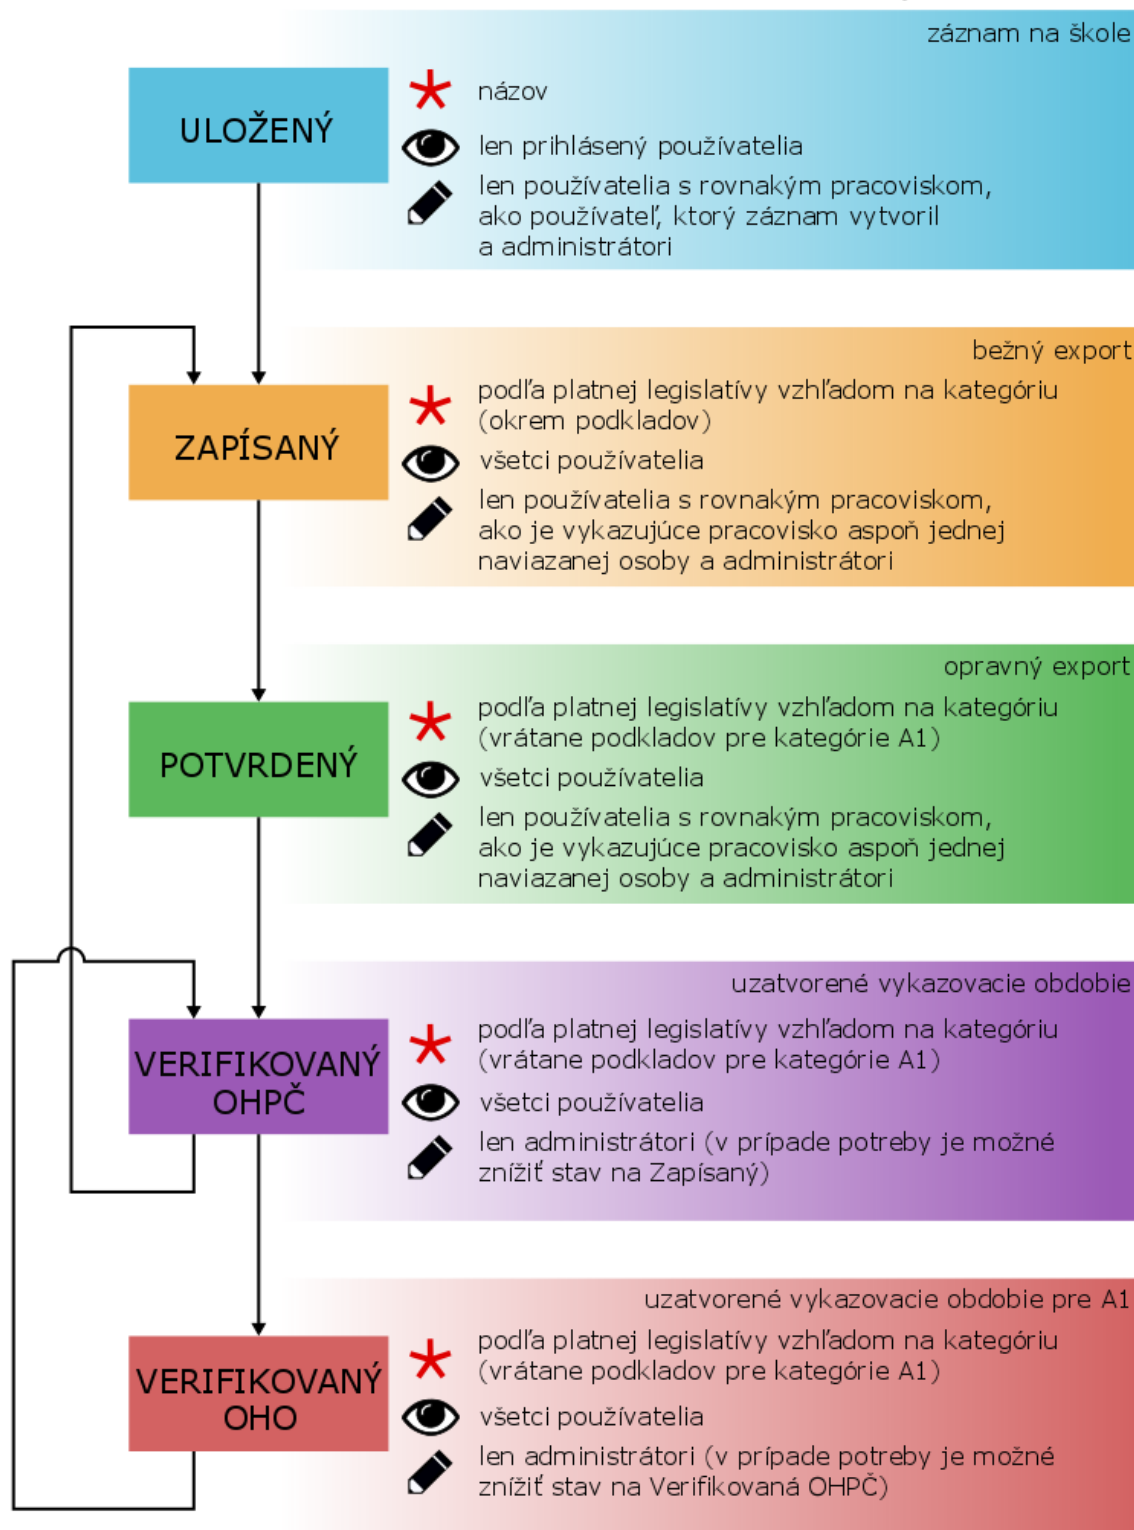 záznam na škole
ULOŽENÝ
názov
len prihlásený používatelia
len používatelia s rovnakým pracoviskom,
ako používateľ, ktorý záznam vytvoril
a administrátori
bežný export
ZAPÍSANÝ
podľa platnej legislatívy vzhľadom na kategóriu
(okrem podkladov)
všetci používatelia
len používatelia s rovnakým pracoviskom,
ako je vykazujúce pracovisko aspoň jednej
naviazanej osoby a administrátori
opravný export
POTVRDENÝ
podľa platnej legislatívy vzhľadom na kategóriu
(vrátane podkladov pre kategórie A1)
všetci používatelia
len používatelia s rovnakým pracoviskom,
ako je vykazujúce pracovisko aspoň jednej
naviazanej osoby a administrátori
uzatvorené vykazovacie obdobie
VERIFIKOVANÝ
OHPČ
podľa platnej legislatívy vzhľadom na kategóriu
(vrátane podkladov pre kategórie A1)
všetci používatelia
len administrátori (v prípade potreby je možné
znížiť stav na Zapísaný)
uzatvorené vykazovacie obdobie pre A1
VERIFIKOVANÝ
OHO
podľa platnej legislatívy vzhľadom na kategóriu
(vrátane podkladov pre kategórie A1)
všetci používatelia
len administrátori (v prípade potreby je možné
znížiť stav na Verifikovaná OHPČ)